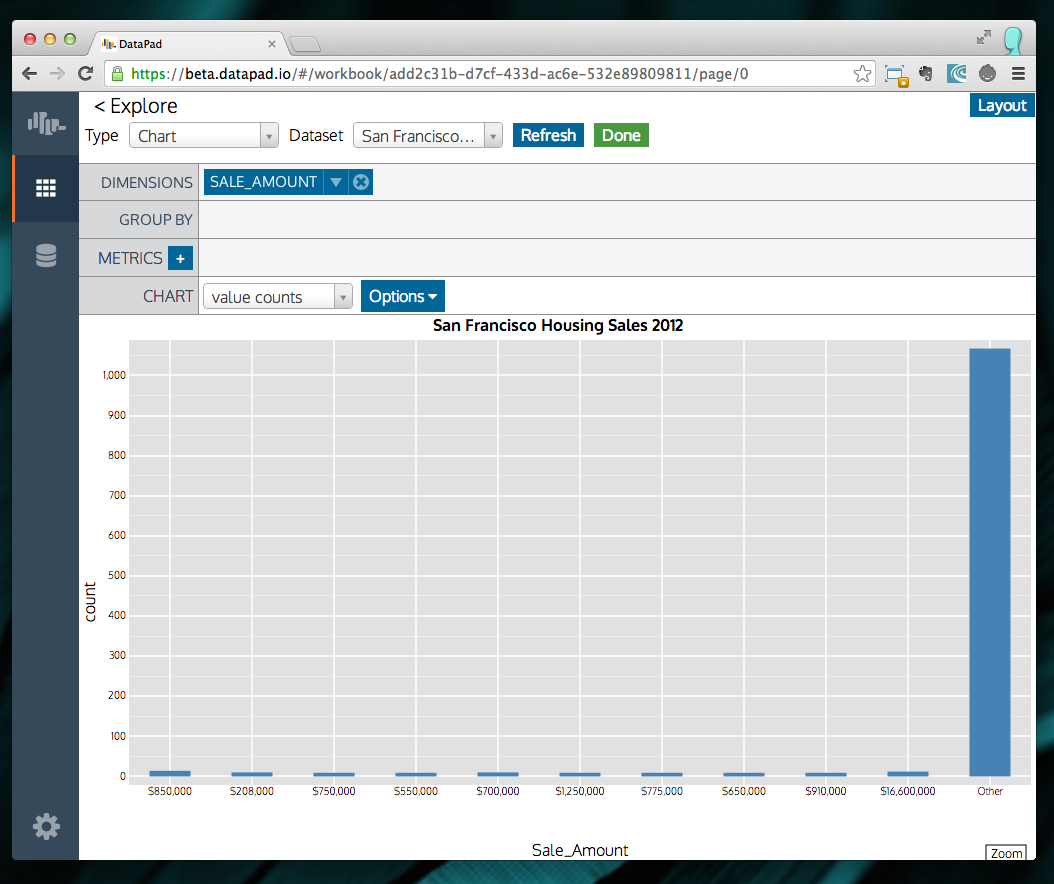 DataPad
https://beta.datapad.io/#/workbook/add2c31b-d7cf-433d-ac6e-532e89809811/page/0
< Explore
Layout
Type Chart Dataset San Francisco... Refresh Done
DIMENSIONS SALE_AMOUNT
GROUP BY
METRICS +
CHART value counts Options
San Francisco Housing Sales 2012
count
1,000
900
800
700
600
500
400
300
200
100
0
$850,000 $208,000 $750,000 $550,000 $700,000 $1,250,000 $775,000 $650,000 $910,000 $16,600,000 Other
Sale_Amount
Zoom